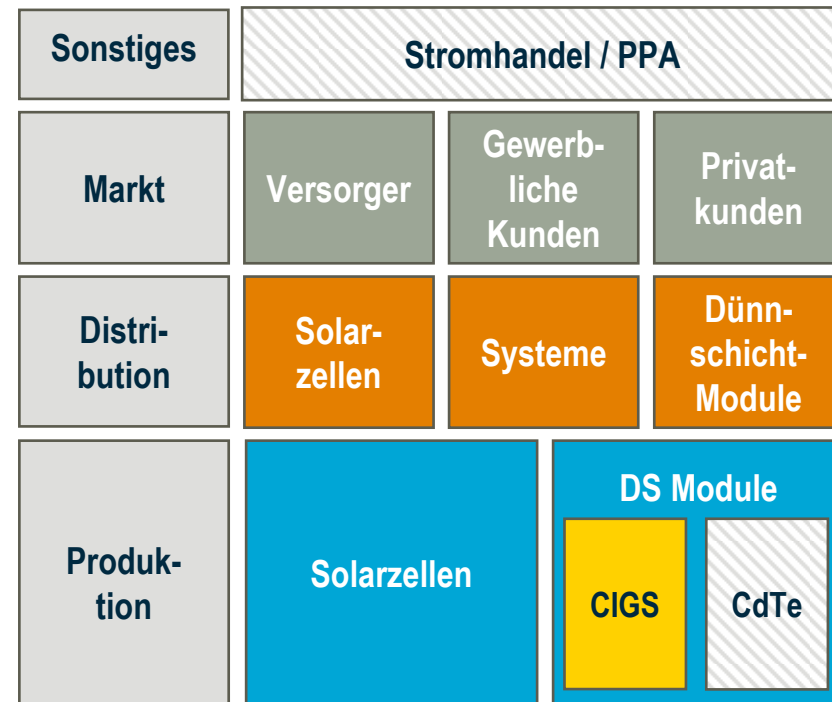 Sonstiges
Stromhandel / PPA
Markt
Versorger
Gewerb-
liche
Kunden
Privat-
kunden
Distri-
bution
Solar-
zellen
Systeme
Dünn-
schicht-
Module
Produk-
tion
Solarzellen
DS Module
CIGS
CdTe